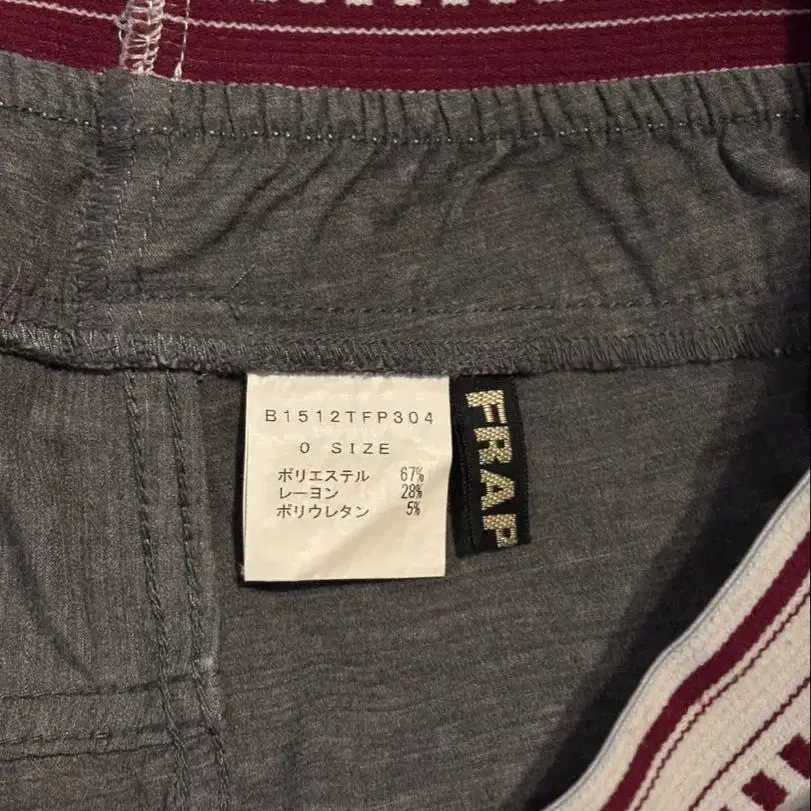 B1512TFP304
0 SIZE
ポリエステル 67%
レーヨン 28%
ポリウレタン 5%
FRAP